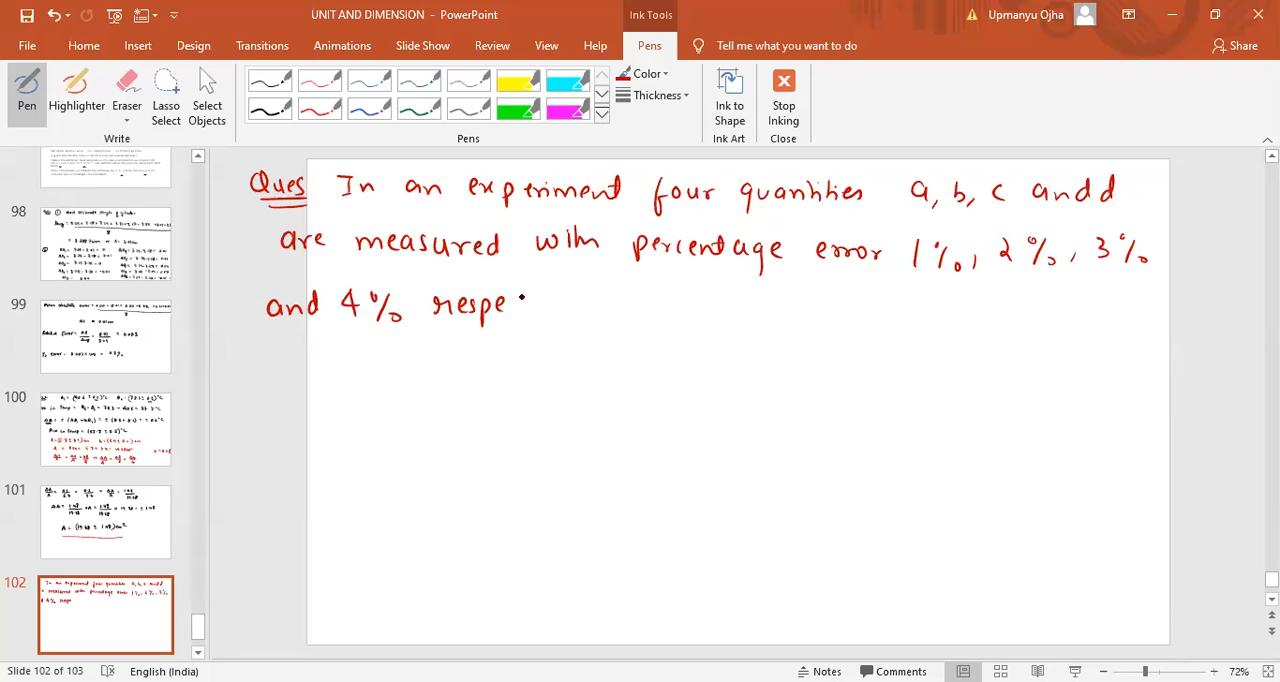 UNIT AND DIMENSION - PowerPoint
Ink Tools
Upmanyu Ojha
File Home Insert Design Transitions Animations Slide Show Review View Help Pens Tell me what you want to do Share
Pen Highlighter Eraser Lasso Select Select Objects
Color
Thickness
Ink to Shape
Stop Inking
Write Pens Ink Art Close
98
99
100
101
102
Ques In an experiment four quantities a, b, c and d
are measured with percentage error 1%, 2%, 3%
and 4% respe
Slide 102 of 103 English (India) Notes Comments 72%